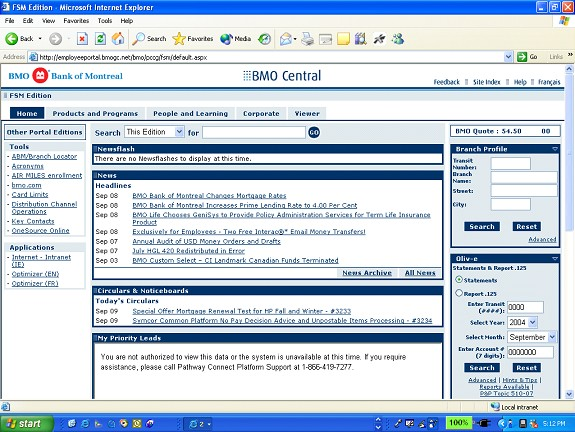 FSM Edition - Microsoft Internet Explorer
File Edit View Favorites Tools Help
Back Search Favorites Media
Address http://employeeportal.bmogc.net/bmo/pccg/fsm/default.aspx Go Links
BMO Bank of Montreal BMO Central
Feedback | Site Index | Help | Français
FSM Edition
Home Products and Programs People and Learning Corporate Viewer
Other Portal Editions
Tools
ABM/Branch Locator
Acronyms
AIR MILES enrollment
bmo.com
Card Limits
Distribution Channel Operations
Key Contacts
OneSource Online
Applications
Internet - Intranet (IE)
Optimizer (EN)
Optimizer (FR)
Search This Edition for GO
Newsflash
There are no Newsflashes to display at this time.
News
Headlines
Sep 08 BMO Bank of Montreal Changes Mortgage Rates
Sep 08 BMO Bank of Montreal Increases Prime Lending Rate to 4.00 Per Cent
Sep 08 BMO Life Chooses GeniSys to Provide Policy Administration Services for Term Life Insurance
Product
Sep 08 Exclusively for Employees - Two Free Interac®* Email Money Transfers!
Sep 07 Annual Audit of USD Money Orders and Drafts
Sep 07 July HGL 420 Redistributed in Error
Sep 03 BMO Custom Select - CI Landmark Canadian Funds Terminated
News Archive All News
Circulars & Noticeboards
Today's Circulars
Sep 09 Special Offer Mortgage Renewal Test for HP Fall and Winter - #3233
Sep 09 Symcor Common Platform No Pay Decision Advice and Unpostable Items Processing - #3234
My Priority Leads
You are not authorized to view this data or the system is unavailable at this time. If you require
assistance, please call Pathway Connect Platform Support at 1-866-419-7277.
BMO Quote : 54.50 00
Branch Profile
Transit Number:
Branch Name:
Street:
City:
Search Reset
Advanced
Oliv-e
Statements & Report .125
Statements
Report .125
Enter Transit (####): 0000
Select Year: 2004
Select Month: September
Enter Account # (7 digits): 0000000
Search Reset
Advanced | Hints & Tips |
Reports Available |
P&P Topic 510-07
Local intranet
start 2 100% 5:12 PM